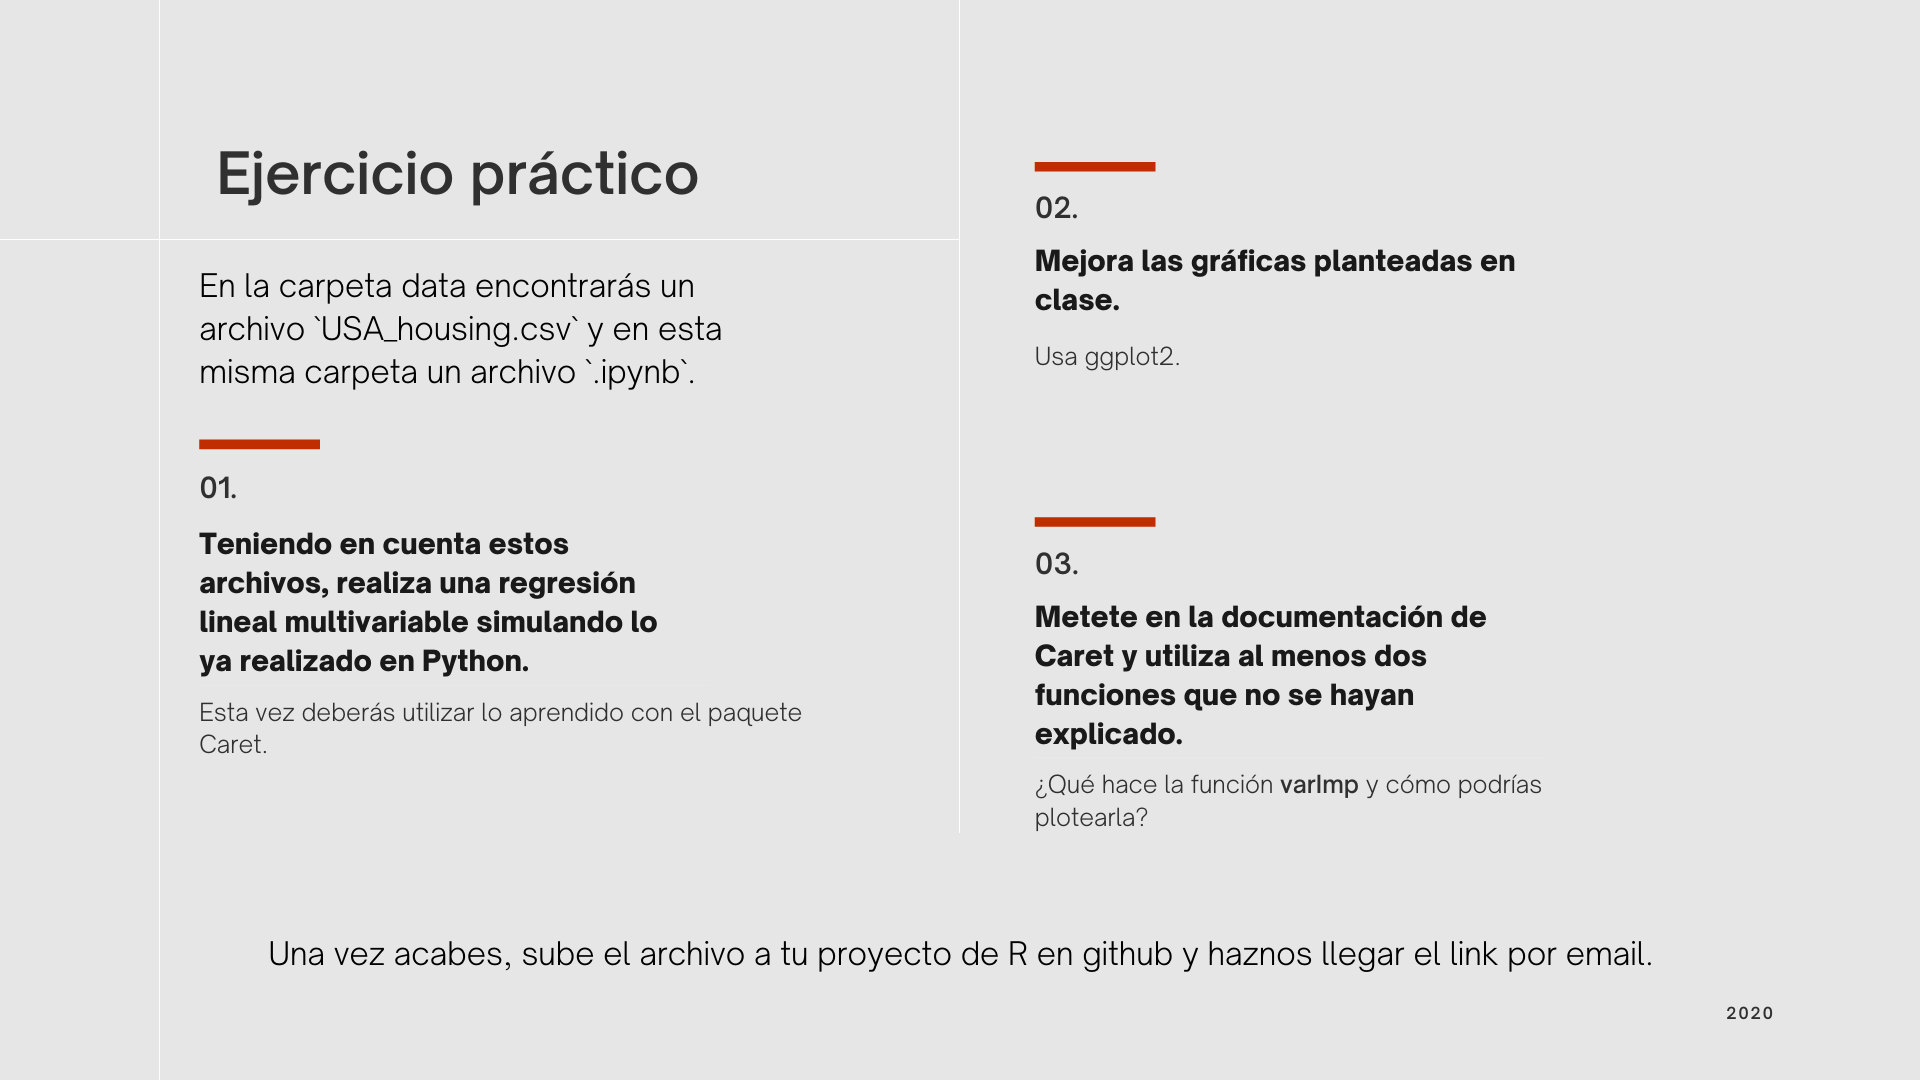 Ejercicio práctico
En la carpeta data encontrarás un
archivo `USA_housing.csv` y en esta
misma carpeta un archivo `.ipynb`.
01.
Teniendo en cuenta estos
archivos, realiza una regresión
lineal multivariable simulando lo
ya realizado en Python.
Esta vez deberás utilizar lo aprendido con el paquete
Caret.
02.
Mejora las gráficas planteadas en
clase.
Usa ggplot2.
03.
Metete en la documentación de
Caret y utiliza al menos dos
funciones que no se hayan
explicado.
¿Qué hace la función varImp y cómo podrías
plotearla?
Una vez acabes, sube el archivo a tu proyecto de R en github y haznos llegar el link por email.
2020